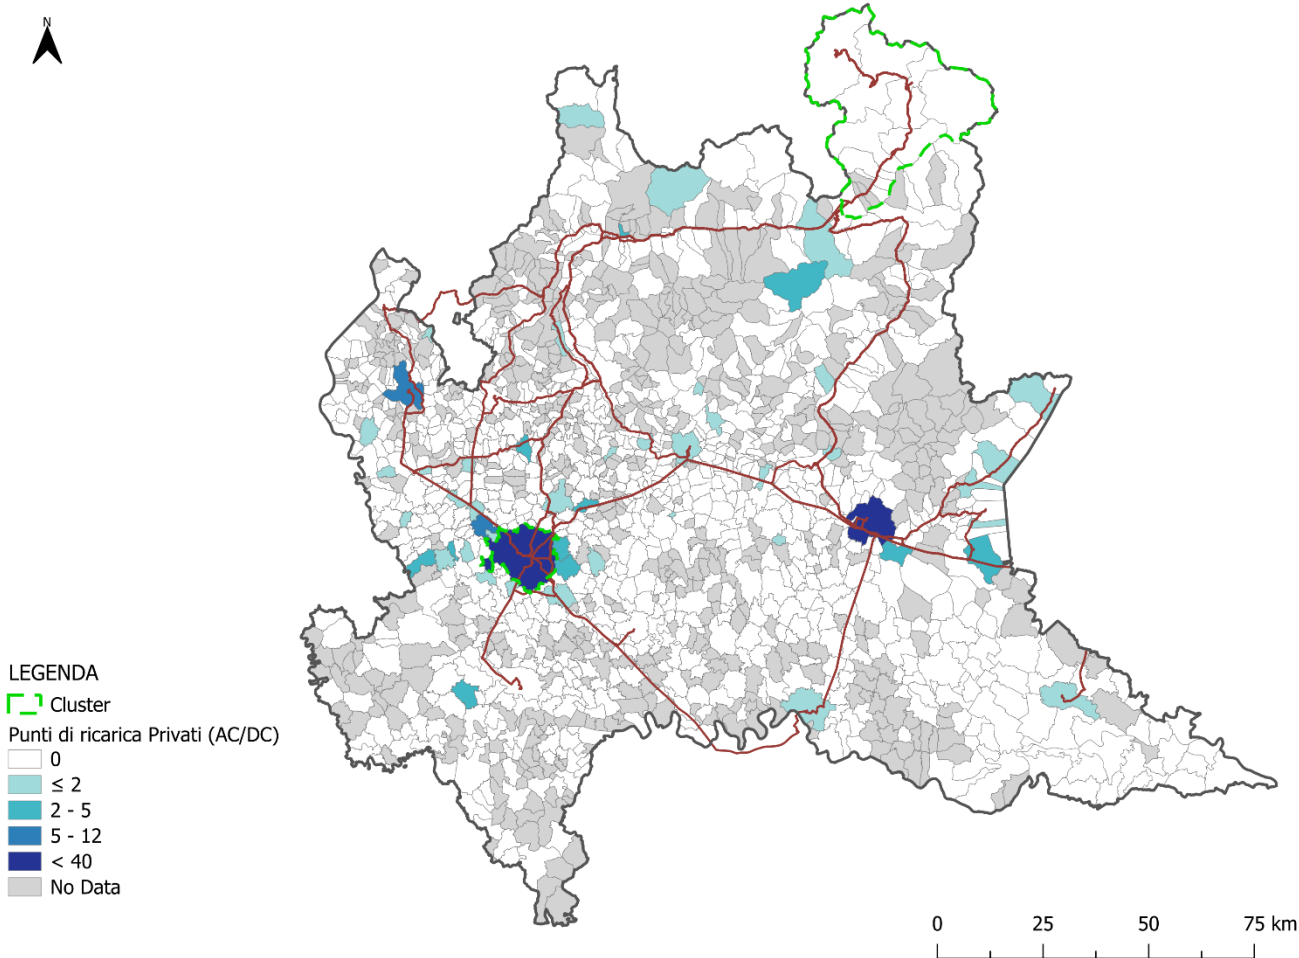 N
LEGENDA
Cluster
Punti di ricarica Privati (AC/DC)
0
≤ 2
2 - 5
5 - 12
< 40
No Data
0 25 50 75 km